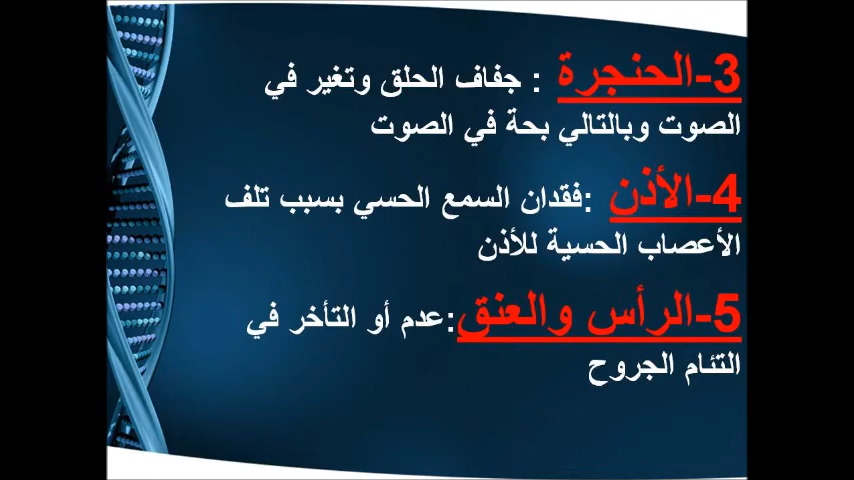 3-الحنجرة : جفاف الحلق وتغير في
الصوت وبالتالي بحة في الصوت
4-الأذن :فقدان السمع الحسي بسبب تلف
الأعصاب الحسية للأذن
5-الرأس والعنق:عدم أو التأخر في
التئام الجروح